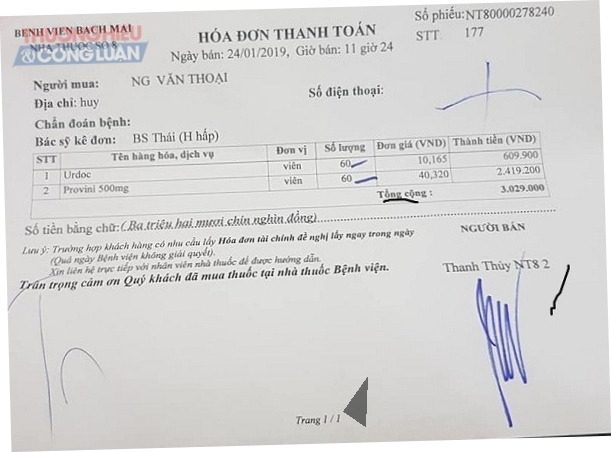 BỆNH VIỆN BẠCH MAI
NHÀ THUỐC SỐ 8
THƯƠNG HIỆU
& CÔNG LUẬN
HÓA ĐƠN THANH TOÁN
Ngày bán: 24/01/2019, Giờ bán: 11 giờ 24
Số phiếu: NT80000278240
STT 177
Người mua: NG VĂN THOẠI
Địa chỉ: huy
Số điện thoại:
Chẩn đoán bệnh:
Bác sỹ kê đơn: BS Thái (H hấp)
STT Tên hàng hóa, dịch vụ Đơn vị Số lượng Đơn giá (VND) Thành tiền (VND)
1 Urdoc viên 60 10,165 609.900
2 Provini 500mg viên 60 40,320 2.419.200
Tổng cộng : 3.029.000
Số tiền bằng chữ: ( Ba triệu hai mươi chín nghìn đồng)
Lưu ý: Trường hợp khách hàng có nhu cầu lấy Hóa đơn tài chính đề nghị lấy ngay trong ngày
(Quá ngày Bệnh viện không giải quyết).
Xin liên hệ trực tiếp với nhân viên nhà thuốc để được hướng dẫn.
Trân trọng cảm ơn Quý khách đã mua thuốc tại nhà thuốc Bệnh viện.
NGƯỜI BÁN
Thanh Thủy NT8 2
Trang 1 / 1